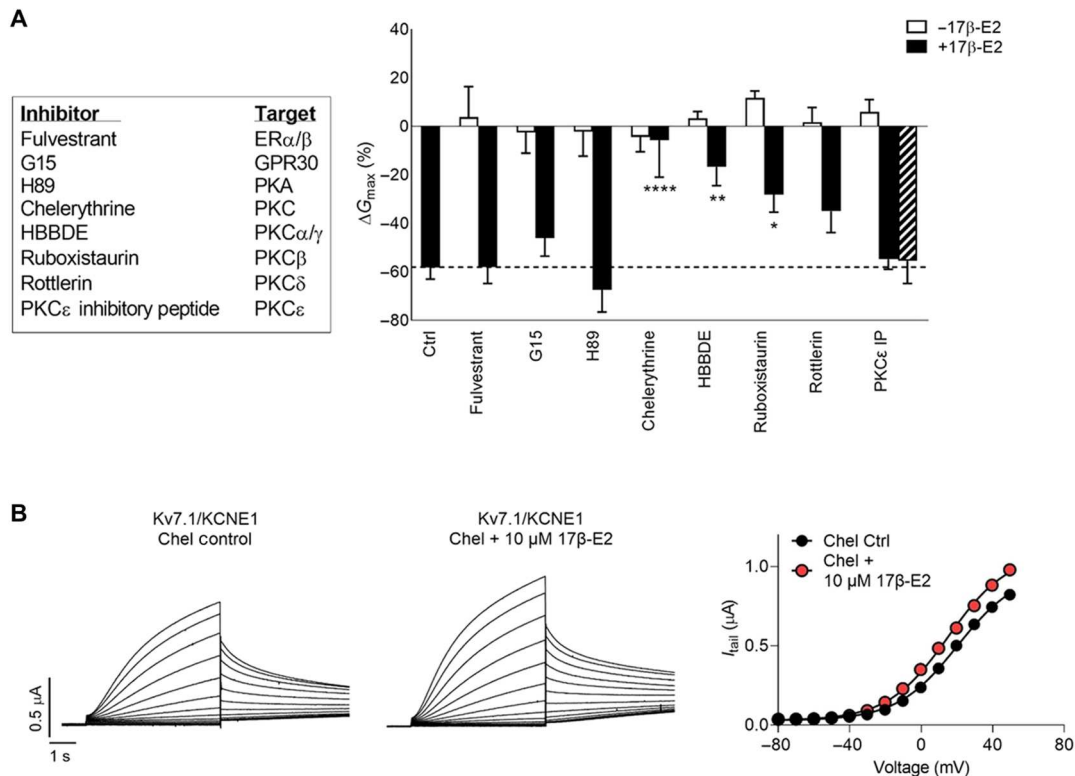 A
Inhibitor Target
Fulvestrant ERα/β
G15 GPR30
H89 PKA
Chelerythrine PKC
HBBDE PKCα/γ
Ruboxistaurin PKCβ
Rottlerin PKCδ
PKCε inhibitory peptide PKCε
–17β-E2
+17β-E2
ΔGmax (%)
40
20
0
–20
–40
–60
–80
****
**
*
Ctrl
Fulvestrant
G15
H89
Chelerythrine
HBBDE
Ruboxistaurin
Rottlerin
PKCε IP
B
Kv7.1/KCNE1
Chel control
0.5 μA
1 s
Kv7.1/KCNE1
Chel + 10 μM 17β-E2
Chel Ctrl
Chel +
10 μM 17β-E2
Itail (μA)
1.0
0.5
0.0
–80 –40 0 40 80
Voltage (mV)